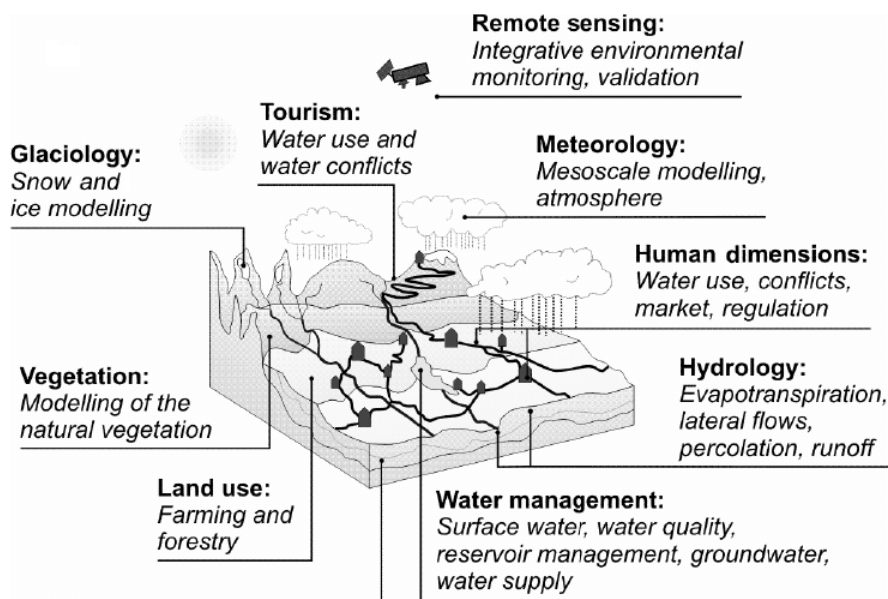 Remote sensing:
Integrative environmental
monitoring, validation
Tourism:
Water use and
water conflicts
Glaciology:
Snow and
ice modelling
Meteorology:
Mesoscale modelling,
atmosphere
Human dimensions:
Water use, conflicts,
market, regulation
Vegetation:
Modelling of the
natural vegetation
Hydrology:
Evapotranspiration,
lateral flows,
percolation, runoff
Land use:
Farming and
forestry
Water management:
Surface water, water quality,
reservoir management, groundwater,
water supply